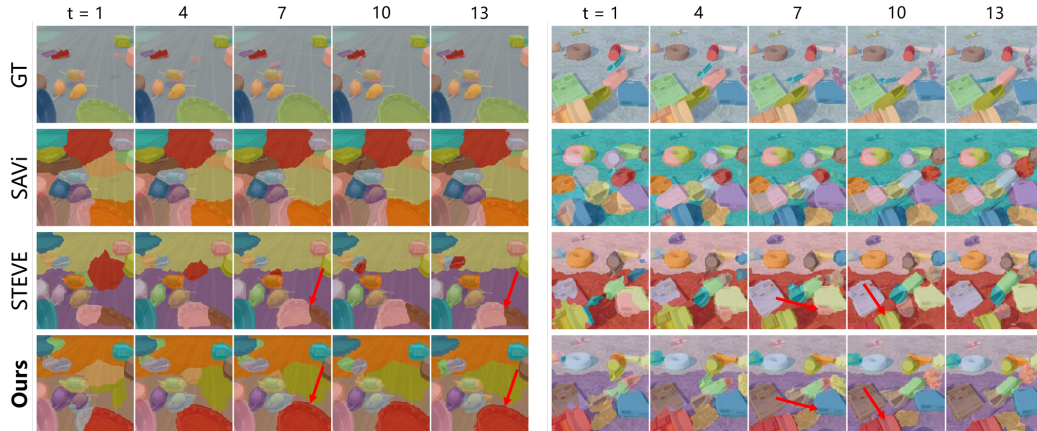 t = 1 4 7 10 13 t = 1 4 7 10 13
GT
SAVi
STEVE
Ours